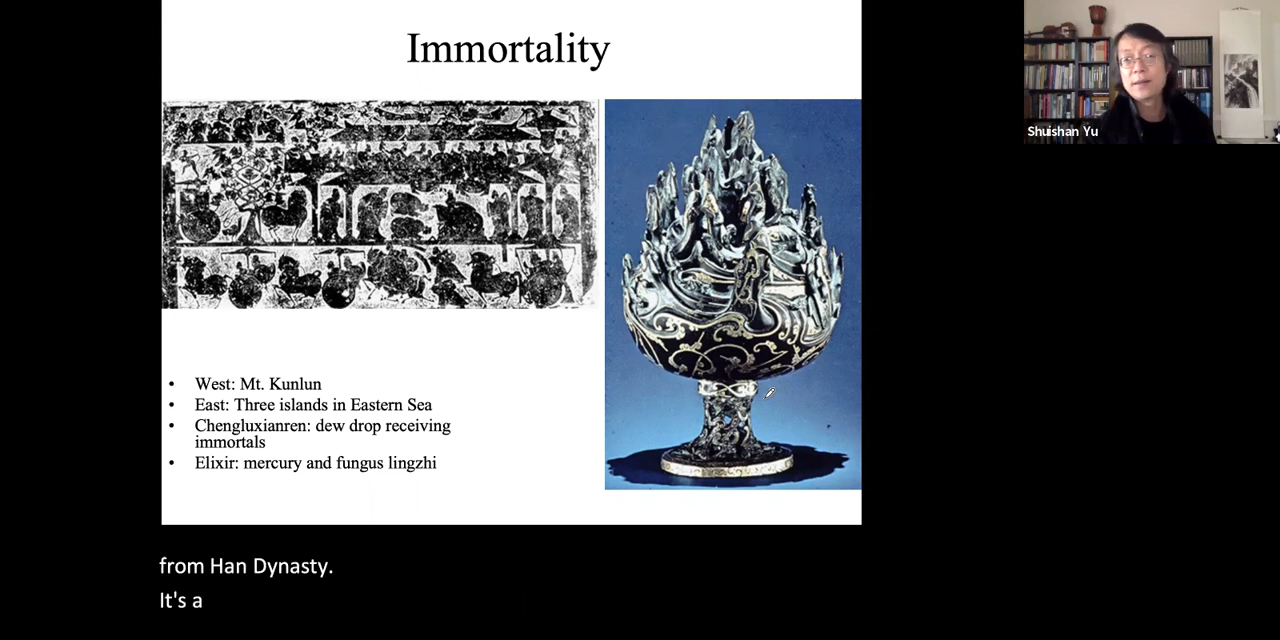 Immortality
Shuishan Yu
• West: Mt. Kunlun
• East: Three islands in Eastern Sea
• Chengluxianren: dew drop receiving
immortals
• Elixir: mercury and fungus lingzhi
from Han Dynasty.
It's a